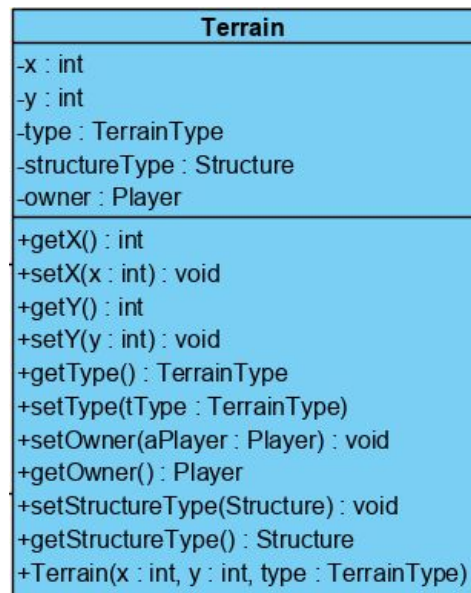 Terrain
-x : int
-y : int
-type : TerrainType
-structureType : Structure
-owner : Player
+getX() : int
+setX(x : int) : void
+getY() : int
+setY(y : int) : void
+getType() : TerrainType
+setType(tType : TerrainType)
+setOwner(aPlayer : Player) : void
+getOwner() : Player
+setStructureType(Structure) : void
+getStructureType() : Structure
+Terrain(x : int, y : int, type : TerrainType)